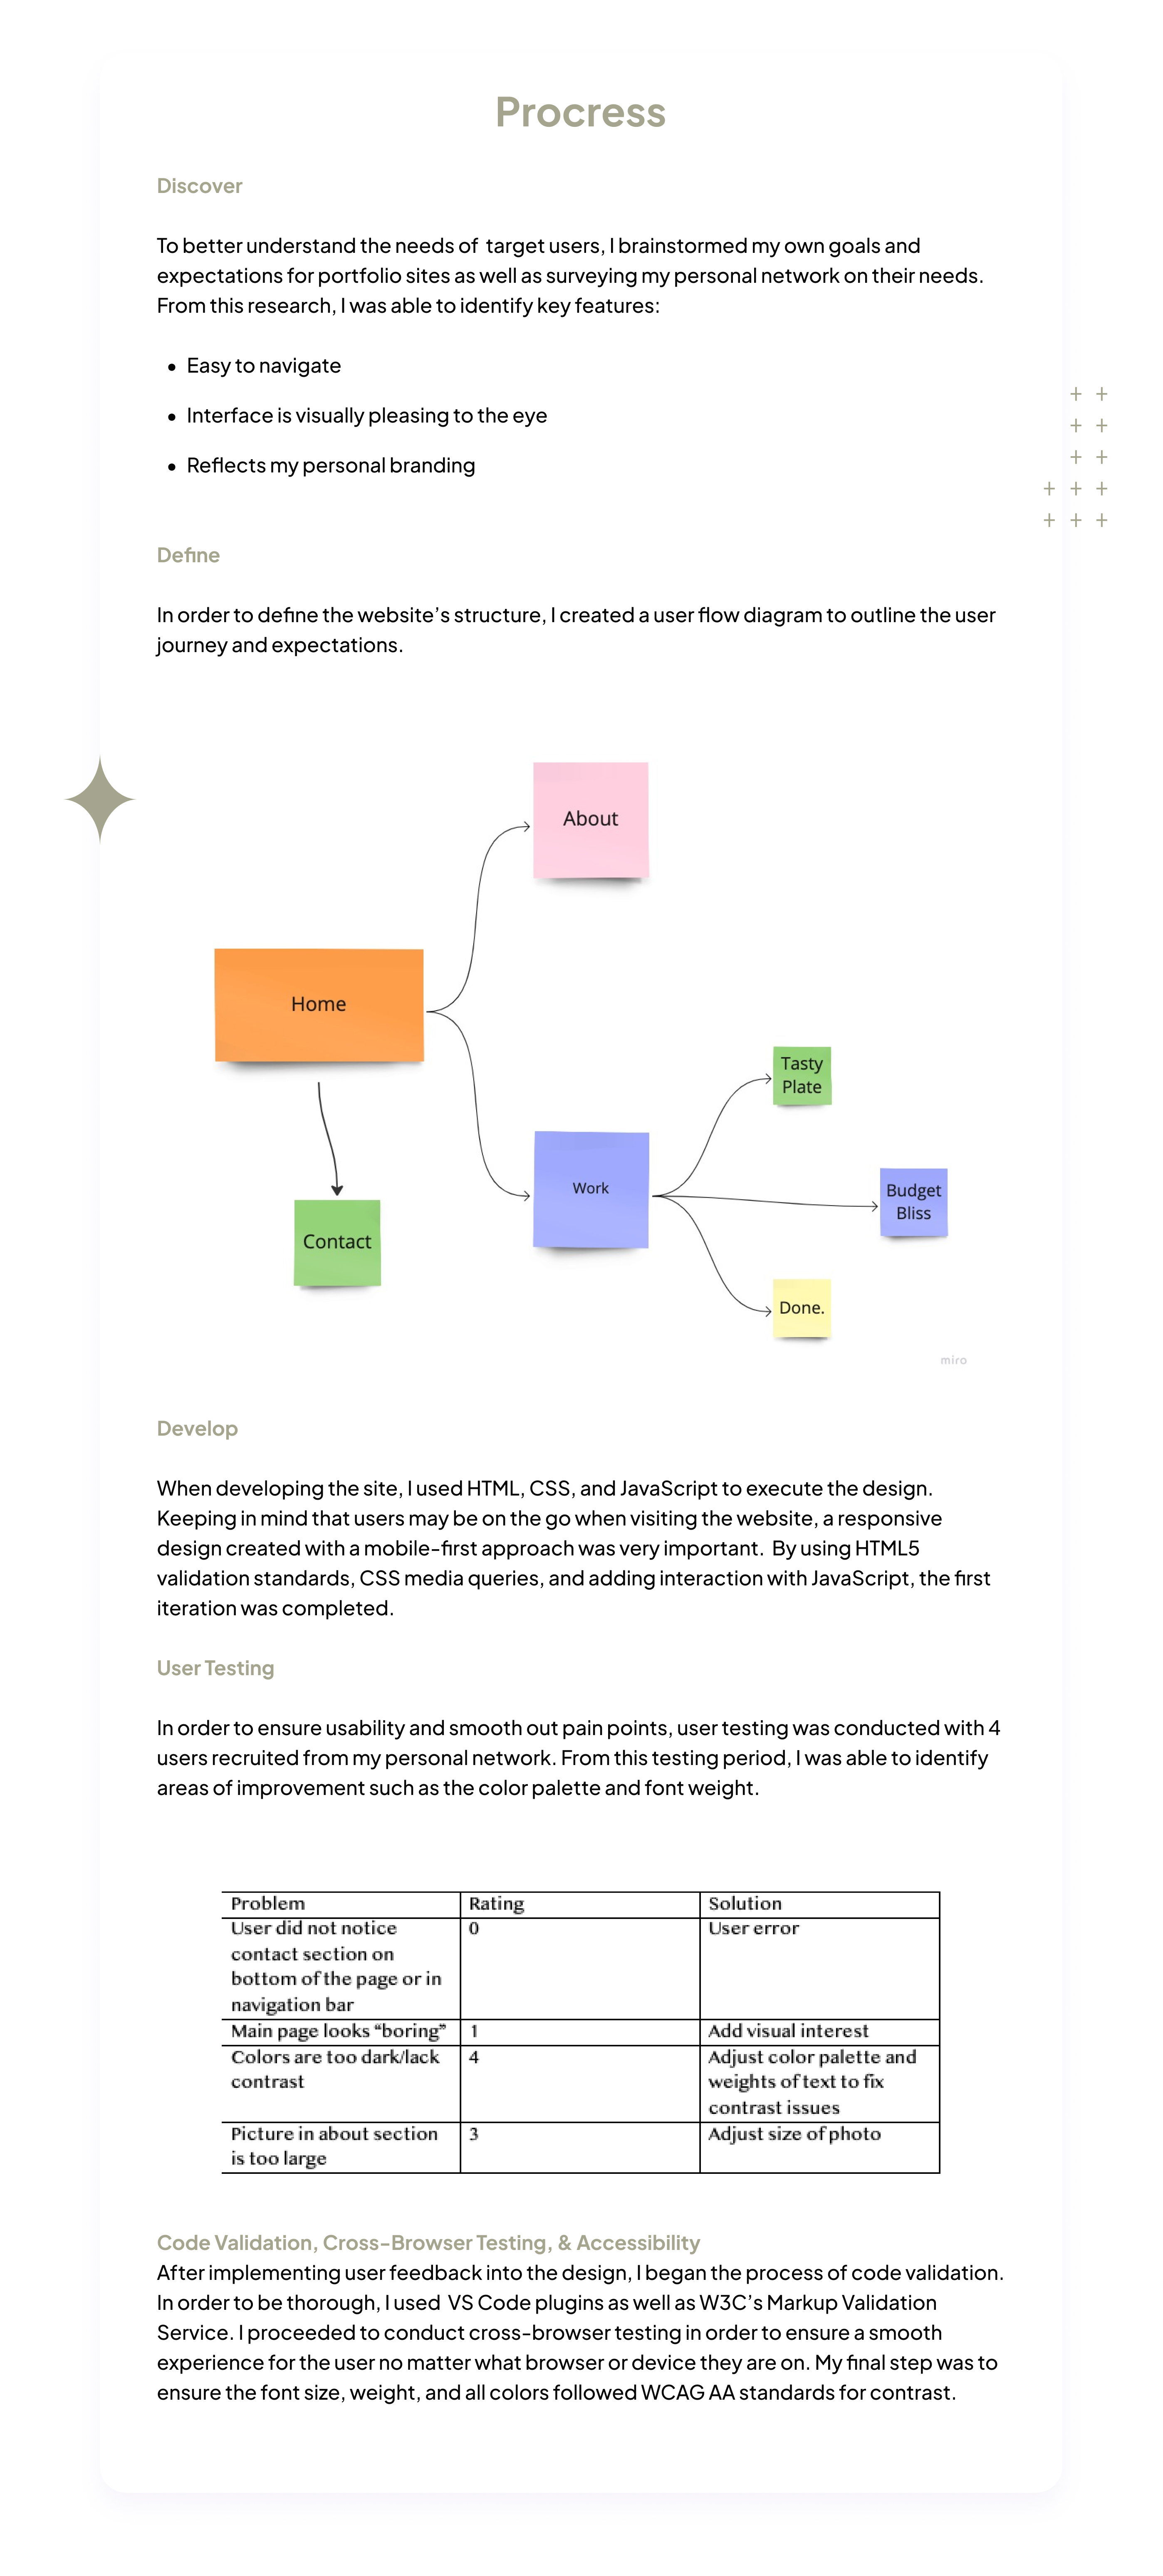 Procress
Discover
To better understand the needs of  target users, I brainstormed my own goals and
expectations for portfolio sites as well as surveying my personal network on their needs.
From this research, I was able to identify key features:
• Easy to navigate
• Interface is visually pleasing to the eye
• Reflects my personal branding
+ +
+ +
+ +
+ + +
+ + +
Define
In order to define the website’s structure, I created a user flow diagram to outline the user
journey and expectations.
About
Home
Tasty
Plate
Work
Budget
Bliss
Contact
Done.
miro
Develop
When developing the site, I used HTML, CSS, and JavaScript to execute the design.
Keeping in mind that users may be on the go when visiting the website, a responsive
design created with a mobile-first approach was very important.  By using HTML5
validation standards, CSS media queries, and adding interaction with JavaScript, the first
iteration was completed.
User Testing
In order to ensure usability and smooth out pain points, user testing was conducted with 4
users recruited from my personal network. From this testing period, I was able to identify
areas of improvement such as the color palette and font weight.
Problem Rating Solution
User did not notice 0 User error
contact section on
bottom of the page or in
navigation bar
Main page looks “boring” 1 Add visual interest
Colors are too dark/lack 4 Adjust color palette and
contrast weights of text to fix
contrast issues
Picture in about section 3 Adjust size of photo
is too large
Code Validation, Cross-Browser Testing, & Accessibility
After implementing user feedback into the design, I began the process of code validation.
In order to be thorough, I used  VS Code plugins as well as W3C’s Markup Validation
Service. I proceeded to conduct cross-browser testing in order to ensure a smooth
experience for the user no matter what browser or device they are on. My final step was to
ensure the font size, weight, and all colors followed WCAG AA standards for contrast.